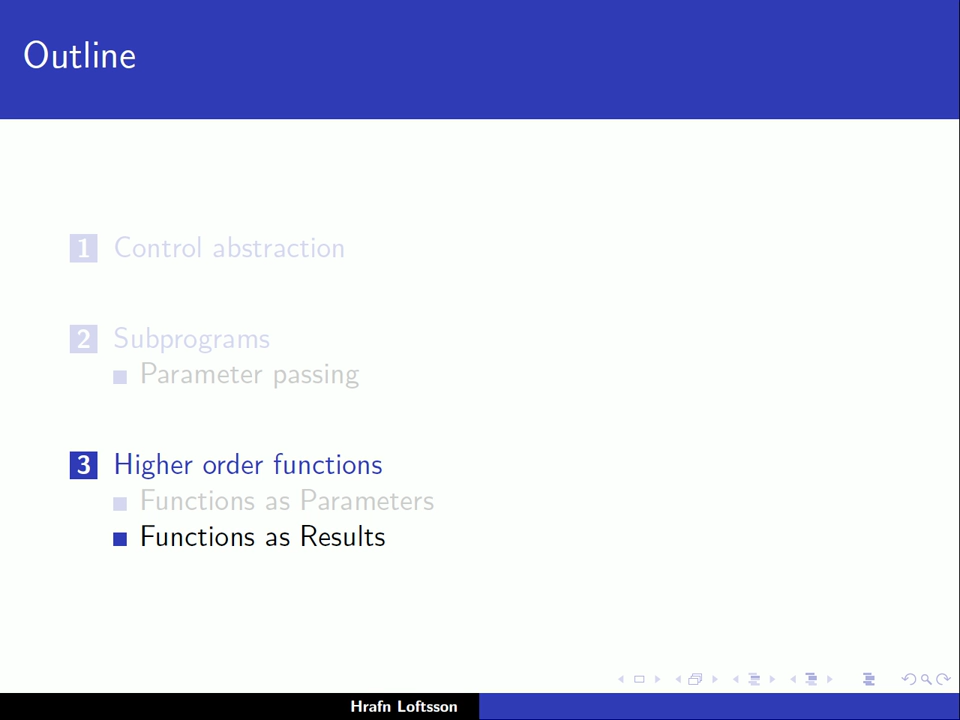 Outline
1 Control abstraction
2 Subprograms
Parameter passing
3 Higher order functions
Functions as Parameters
Functions as Results
Hrafn Loftsson